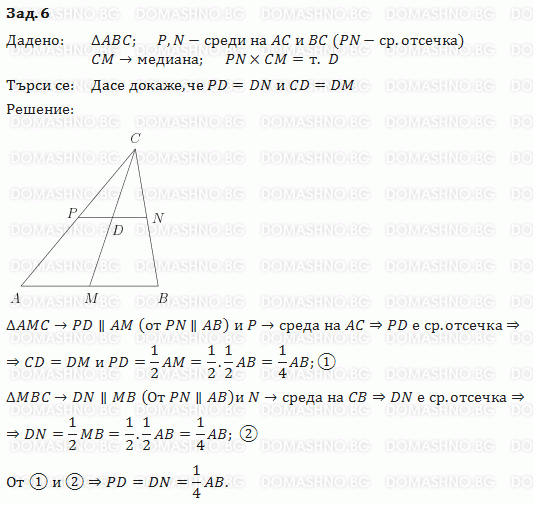 Зад.6
Дадено: ΔABC; P, N − среди на AC и BC (PN − ср. отсечка)
CM → медиана; PN × CM = т. D
Търси се: Дасе докаже, че PD = DN и CD = DM
Решение:
C
P
N
D
A
M
B
ΔAMC → PD ∥ AM (от PN ∥ AB) и P → среда на AC ⇒ PD е ср. отсечка ⇒
⇒ CD = DM и PD = 1/2 AM = 1/2 . 1/2 AB = 1/4 AB; ①
ΔMBC → DN ∥ MB (От PN ∥ AB)и N → среда на CB ⇒ DN е ср. отсечка ⇒
⇒ DN = 1/2 MB = 1/2 . 1/2 AB = 1/4 AB; ②
От ① и ② ⇒ PD = DN = 1/4 AB.